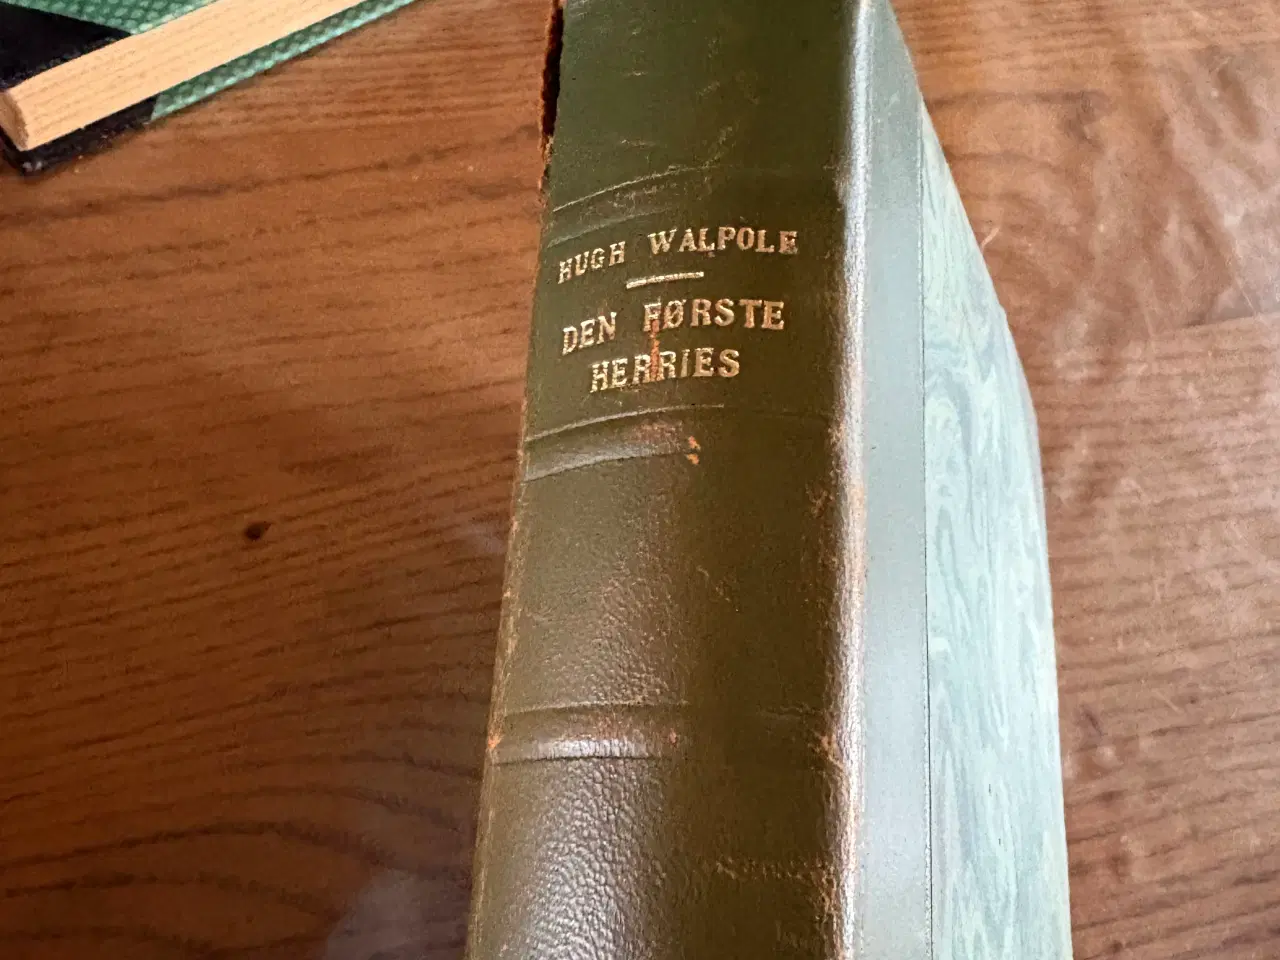 HUGH WALPOLE
DEN FØRSTE
HERRIES